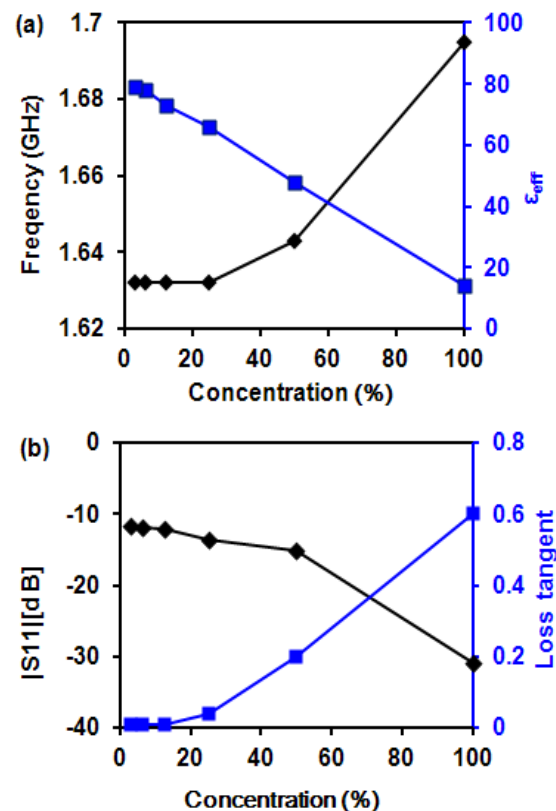 (a)
1.7
1.68
1.66
1.64
1.62
Freqency (GHz)
100
80
60
40
20
0
εeff
0 20 40 60 80 100
Concentration (%)
(b)
0
-10
-20
-30
-40
|S11|[d B]
0.8
0.6
0.4
0.2
0
Loss tangent
0 20 40 60 80 100
Concentration (%)